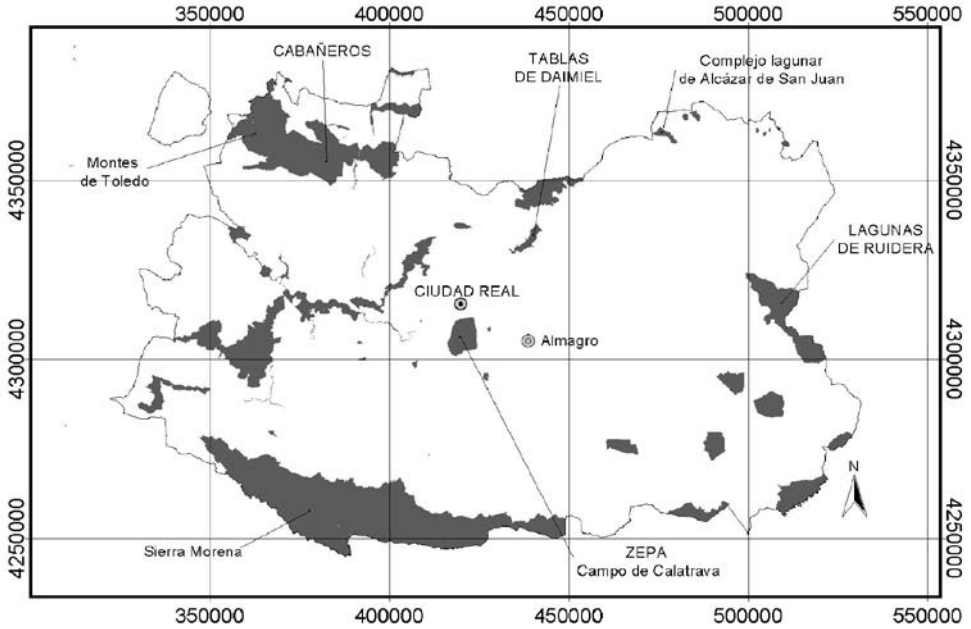 350000 400000 450000 500000 550000
CABAÑEROS
TABLAS
DE DAIMIEL
Complejo lagunar
de Alcázar de San Juan
Montes
de Toledo
4350000 4350000
LAGUNAS
DE RUIDERA
CIUDAD REAL
Almagro
4300000 4300000
N
4250000 4250000
Sierra Morena
ZEPA
Campo de Calatrava
350000 400000 450000 500000 550000